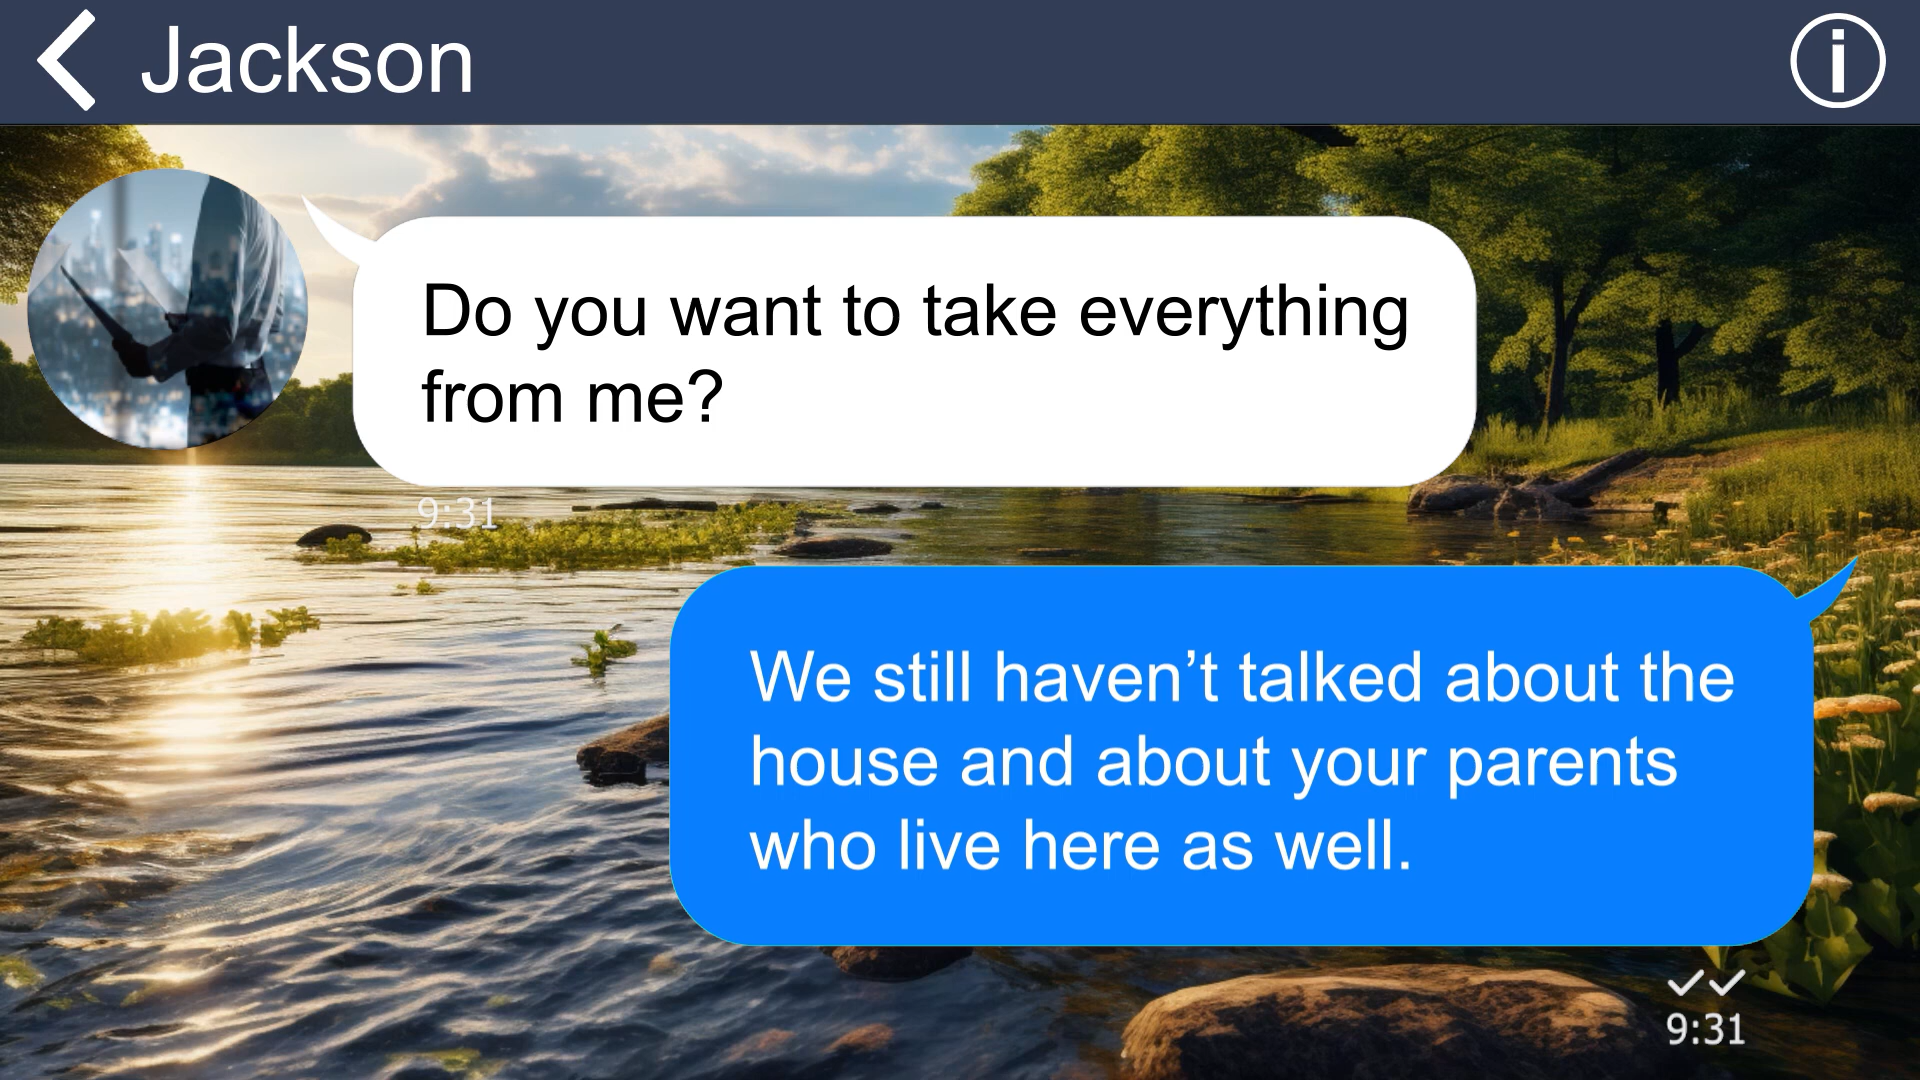 Jackson
Do you want to take everything
from me?
9:31
We still haven’t talked about the
house and about your parents
who live here as well.
9:31